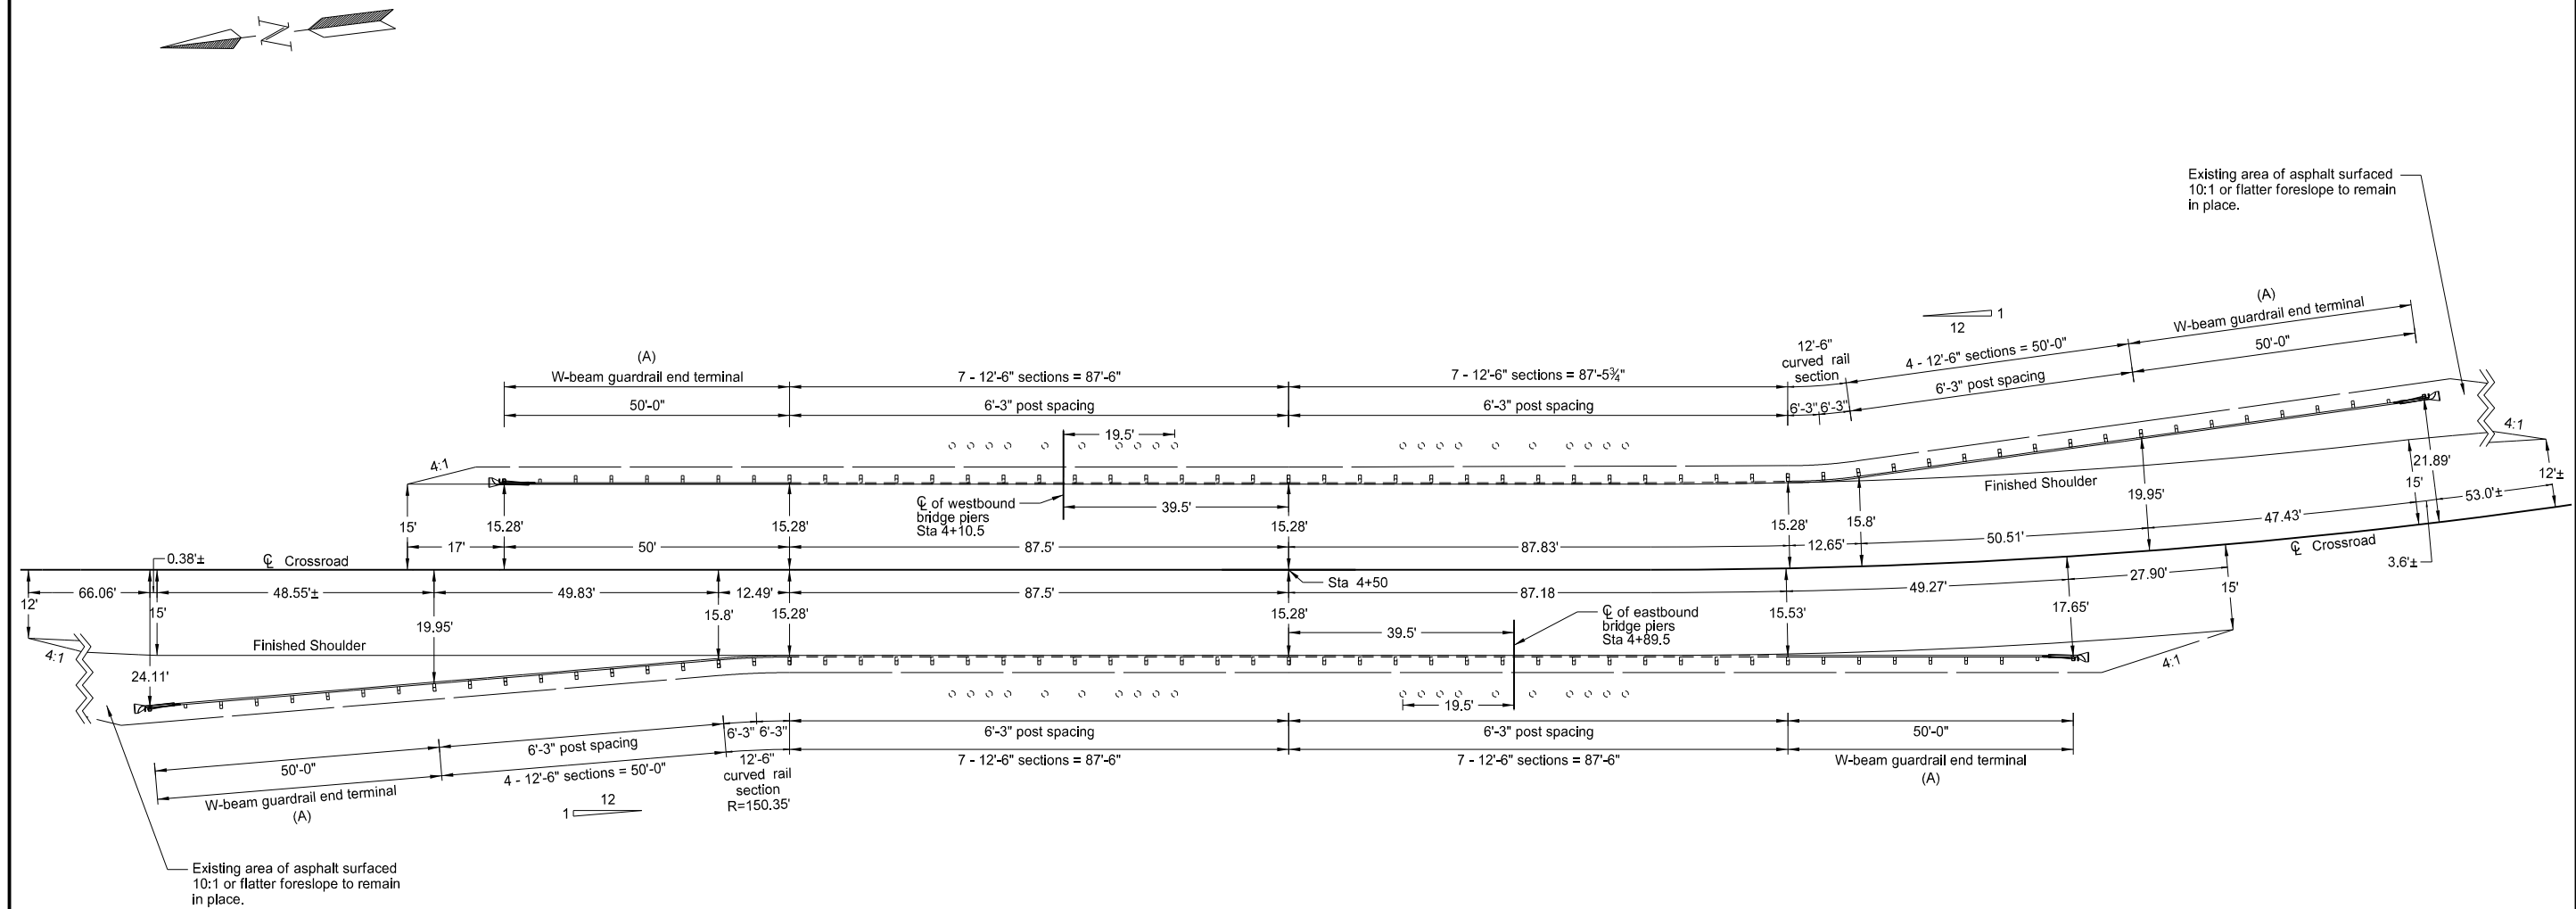 N
Existing area of asphalt surfaced
10:1 or flatter foreslope to remain
in place.
(A)
W-beam guardrail end terminal
50'-0"
7 - 12'-6" sections = 87'-6"
6'-3" post spacing
7 - 12'-6" sections = 87'-5¾"
6'-3" post spacing
12'-6"
curved rail
section
6'-3" 6'-3"
12
1
4 - 12'-6" sections = 50'-0"
6'-3" post spacing
(A)
W-beam guardrail end terminal
50'-0"
4:1
19.5'
℄ of westbound
bridge piers
Sta 4+10.5
39.5'
Finished Shoulder
4:1
15'
15.28'
15.28'
15.28'
15.28'
15.8'
19.95'
15'
21.89'
12'±
17'
50'
87.5'
87.83'
12.65'
50.51'
47.43'
53.0'±
3.6'±
0.38'±
℄ Crossroad
℄ Crossroad
Sta 4+50
12'
66.06'
15'
48.55'±
49.83'
12.49'
87.5'
87.18
49.27'
27.90'
24.11'
19.95'
15.8'
15.28'
15.28'
15.53'
17.65'
15'
4:1
Finished Shoulder
39.5'
℄ of eastbound
bridge piers
Sta 4+89.5
4:1
19.5'
50'-0"
W-beam guardrail end terminal
(A)
6'-3" post spacing
4 - 12'-6" sections = 50'-0"
12
1
6'-3" 6'-3"
12'-6"
curved rail
section
R=150.35'
6'-3" post spacing
7 - 12'-6" sections = 87'-6"
6'-3" post spacing
7 - 12'-6" sections = 87'-6"
50'-0"
W-beam guardrail end terminal
(A)
Existing area of asphalt surfaced
10:1 or flatter foreslope to remain
in place.